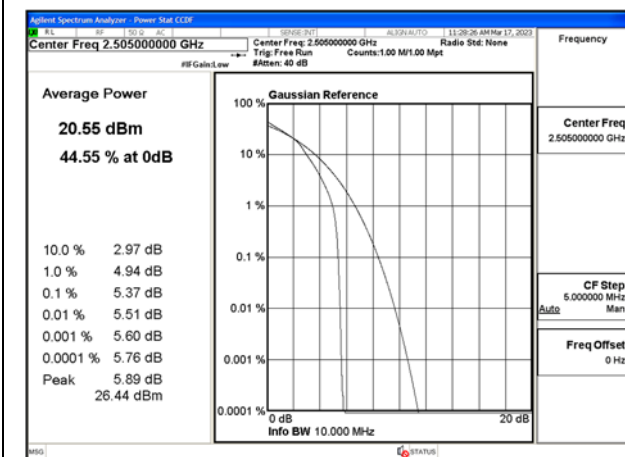 Agilent Spectrum Analyzer - Power Stat CCDF
RL RF 50 Ω AC SENSE:INT ALIGN AUTO 11:28:26 AM Mar 17, 2023
Center Freq 2.505000000 GHz
Center Freq: 2.505000000 GHz Radio Std: None
Trig: Free Run Counts:1.00 M/1.00 Mpt
#IFGain:Low #Atten: 40 dB
Frequency
Average Power
20.55 dBm
44.55 % at 0dB
10.0 % 2.97 dB
1.0 % 4.94 dB
0.1 % 5.37 dB
0.01 % 5.51 dB
0.001 % 5.60 dB
0.0001 % 5.76 dB
Peak 5.89 dB
26.44 dBm
Gaussian Reference
100 %
10 %
1 %
0.1 %
0.01 %
0.001 %
0.0001 %
0 dB 20 dB
Info BW 10.000 MHz
Center Freq
2.505000000 GHz
CF Step
5.000000 MHz
Auto Man
Freq Offset
0 Hz
MSG STATUS